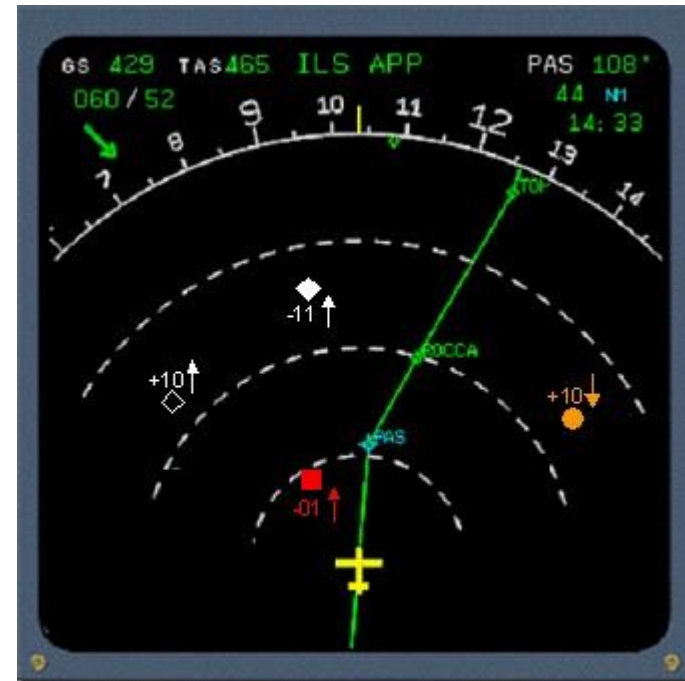 GS 429 TAS465 ILS APP PAS 108°
060 / 52 44 NM
14:33
7 8 9 10 11 12 13 14
TOP
-11
ROCCA
+10
+10
PAS
-01